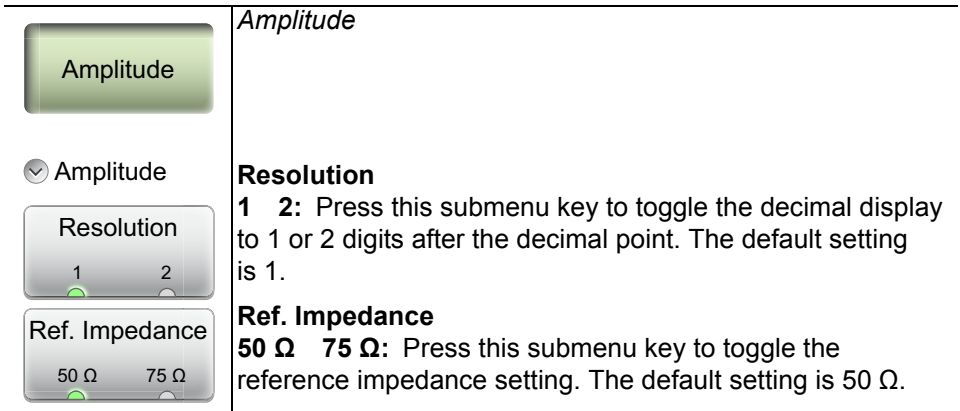 Amplitude
Amplitude
Amplitude
Resolution
1 2
Ref. Impedance
50 Ω 75 Ω
Resolution
1 2: Press this submenu key to toggle the decimal display
to 1 or 2 digits after the decimal point. The default setting
is 1.
Ref. Impedance
50 Ω 75 Ω: Press this submenu key to toggle the
reference impedance setting. The default setting is 50 Ω.